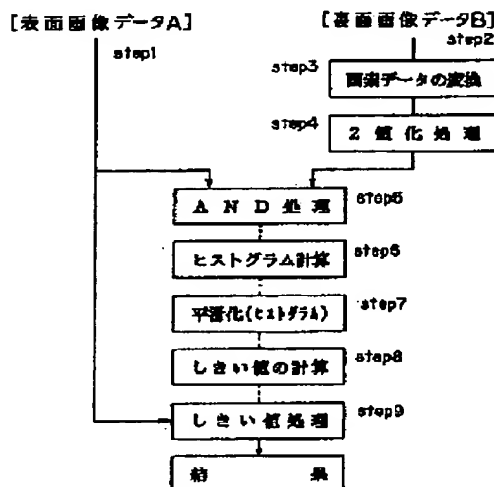 [表面画像データA]
[裏面画像データB]
step1
step2
step3
画素データの変換
step4
2値化処理
AND処理
step5
ヒストグラム計算
step6
平滑化(ヒストグラム)
step7
しきい値の計算
step8
しきい値処理
step9
結果